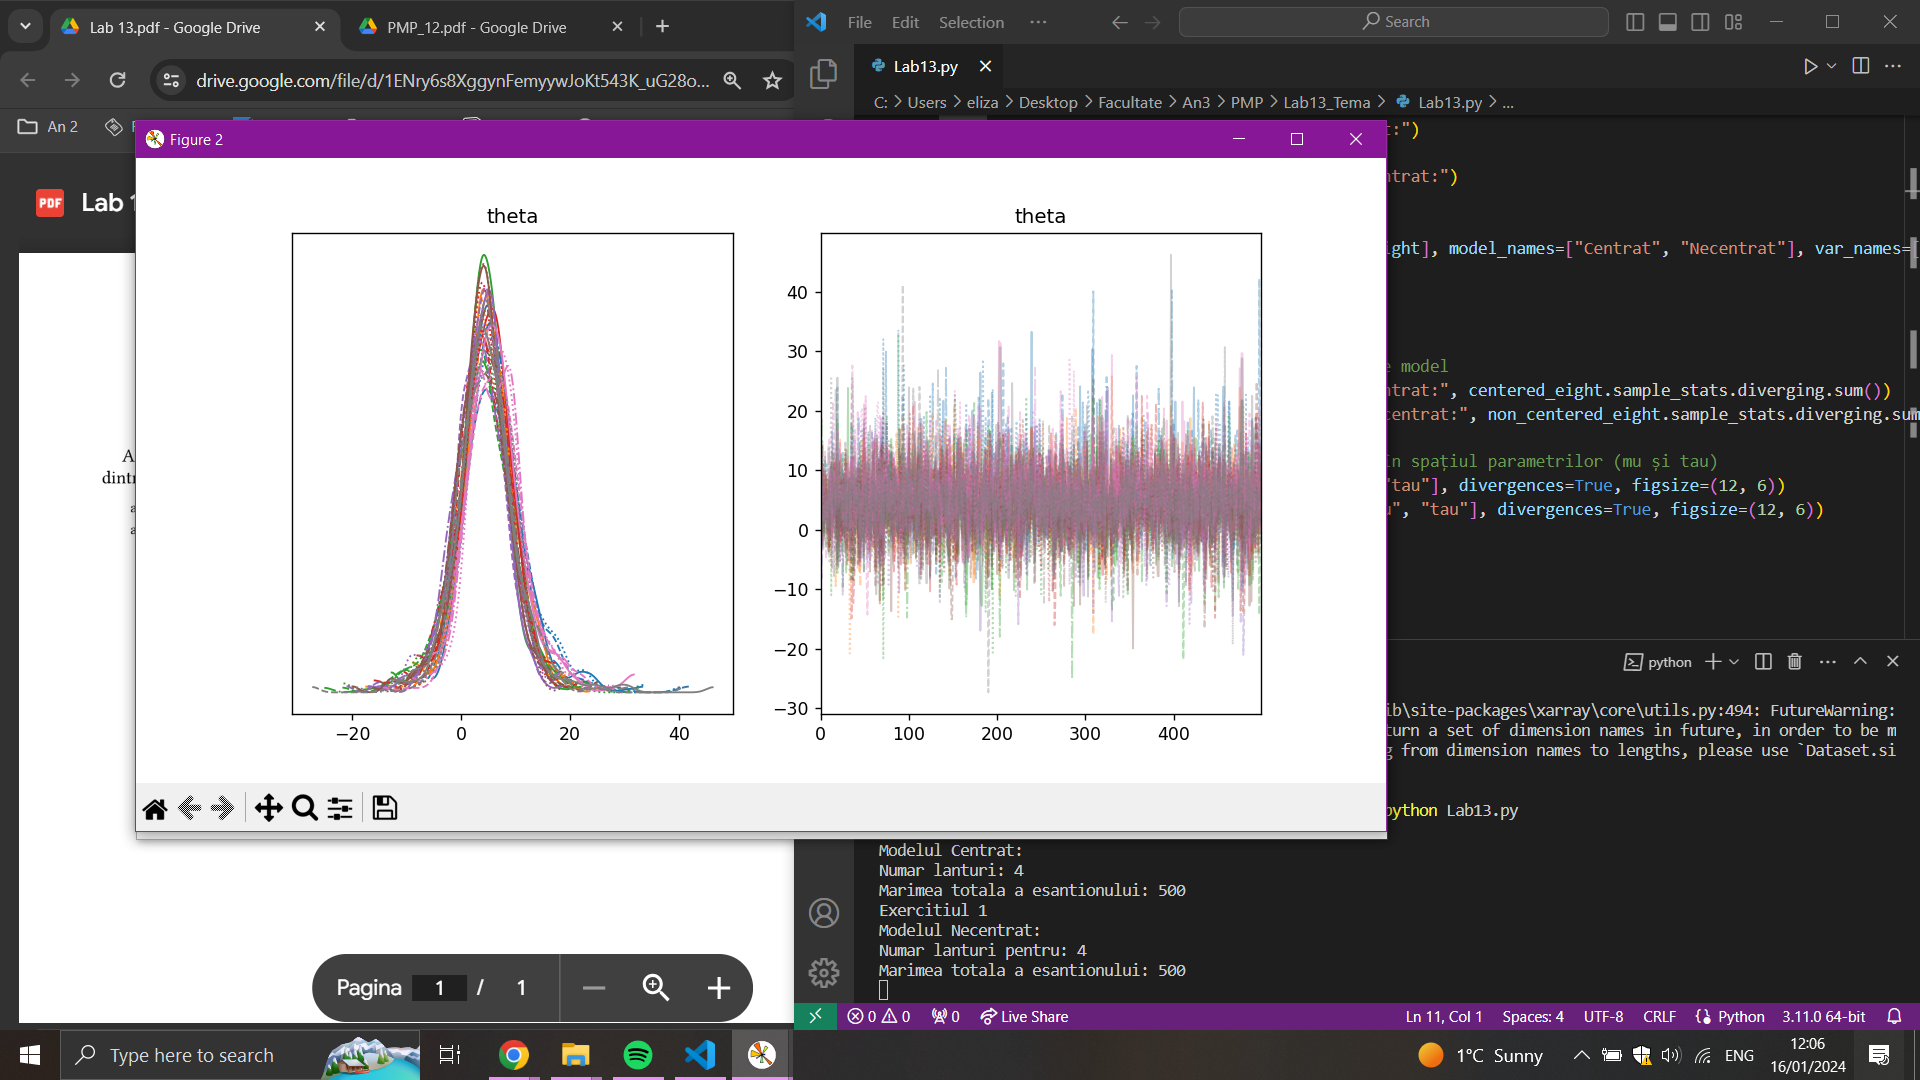 Lab 13.pdf - Google Drive
PMP_12.pdf - Google Drive
drive.google.com/file/d/1ENry6s8XggynFemyywJoKt543K_uG28o...
An 2
PDF
Lab 1
dintr
Figure 2
theta
theta
40
30
20
10
0
−10
−20
−30
−20 0 20 40
0 100 200 300 400
Pagina 1 / 1
File Edit Selection ...
Search
Lab13.py
C: > Users > eliza > Desktop > Facultate > An3 > PMP > Lab13_Tema > Lab13.py > ...
:")
ntrat:")
ight], model_names=["Centrat", "Necentrat"], var_names=[
e model
ntrat:", centered_eight.sample_stats.diverging.sum())
centrat:", non_centered_eight.sample_stats.diverging.sum
în spațiul parametrilor (mu și tau)
"tau"], divergences=True, figsize=(12, 6))
u", "tau"], divergences=True, figsize=(12, 6))
python
ib\site-packages\xarray\core\utils.py:494: FutureWarning:
turn a set of dimension names in future, in order to be m
g from dimension names to lengths, please use `Dataset.si
python Lab13.py
Modelul Centrat:
Numar lanturi: 4
Marimea totala a esantionului: 500
Exercitiul 1
Modelul Necentrat:
Numar lanturi pentru: 4
Marimea totala a esantionului: 500
0 0 0 Live Share
Ln 11, Col 1 Spaces: 4 UTF-8 CRLF Python 3.11.0 64-bit
Type here to search
1°C Sunny
ENG
12:06
16/01/2024